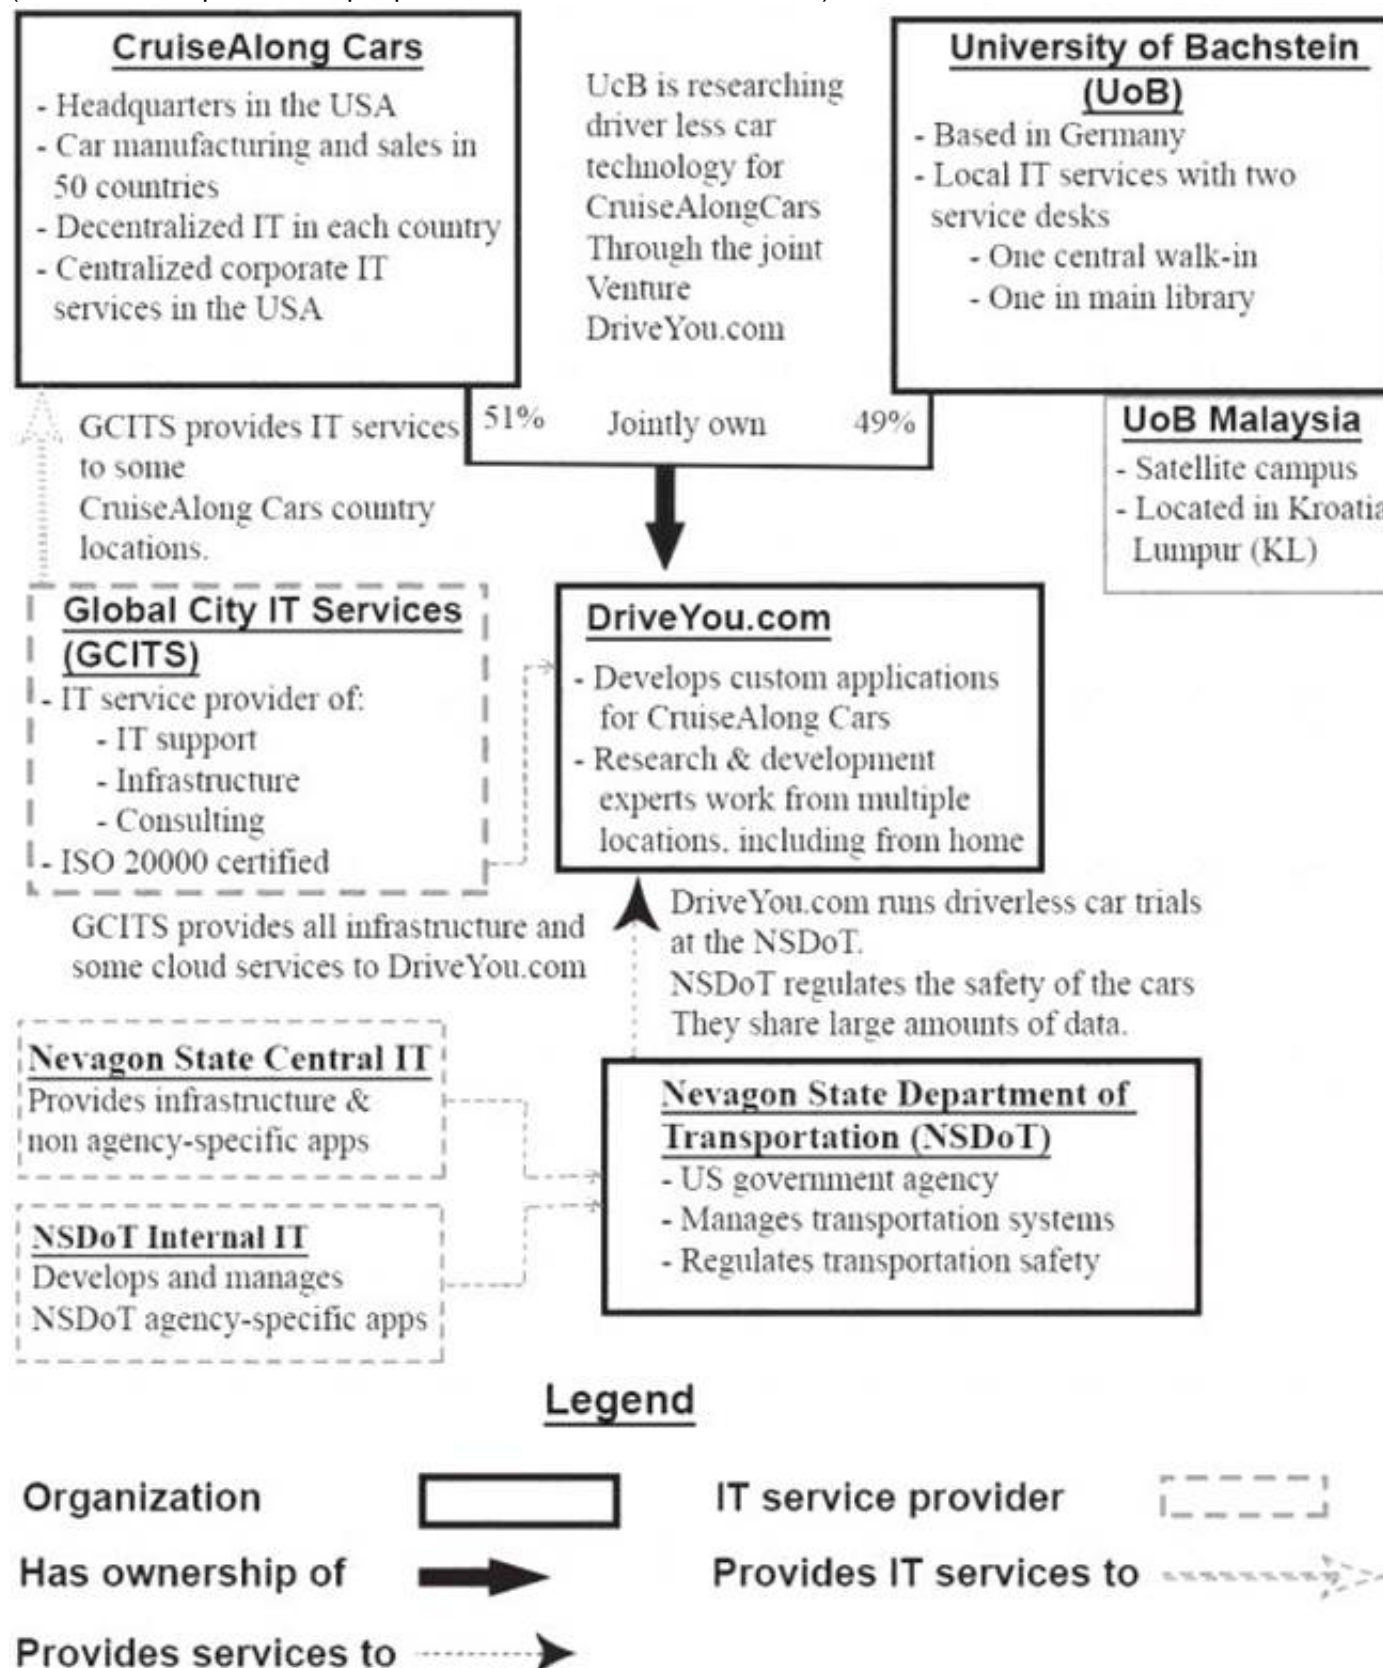 CruiseAlong Cars
- Headquarters in the USA
- Car manufacturing and sales in
50 countries
- Decentralized IT in each country
- Centralized corporate IT
services in the USA
UcB is researching
driver less car
technology for
CruiseAlongCars
Through the joint
Venture
DriveYou.com
University of Bachstein
(UoB)
- Based in Germany
- Local IT services with two
service desks
- One central walk-in
- One in main library
51% Jointly own 49%
UoB Malaysia
- Satellite campus
- Located in Kroatia
Lumpur (KL)
GCITS provides IT services
to some
CruiseAlong Cars country
locations.
Global City IT Services
(GCITS)
- IT service provider of:
- IT support
- Infrastructure
- Consulting
- ISO 20000 certified
DriveYou.com
- Develops custom applications
for CruiseAlong Cars
- Research & development
experts work from multiple
locations. including from home
GCITS provides all infrastructure and
some cloud services to DriveYou.com
DriveYou.com runs driverless car trials
at the NSDoT.
NSDoT regulates the safety of the cars
They share large amounts of data.
Nevagon State Central IT
Provides infrastructure &
non agency-specific apps
NSDoT Internal IT
Develops and manages
NSDoT agency-specific apps
Nevagon State Department of
Transportation (NSDoT)
- US government agency
- Manages transportation systems
- Regulates transportation safety
Legend
Organization
IT service provider
Has ownership of
Provides IT services to
Provides services to